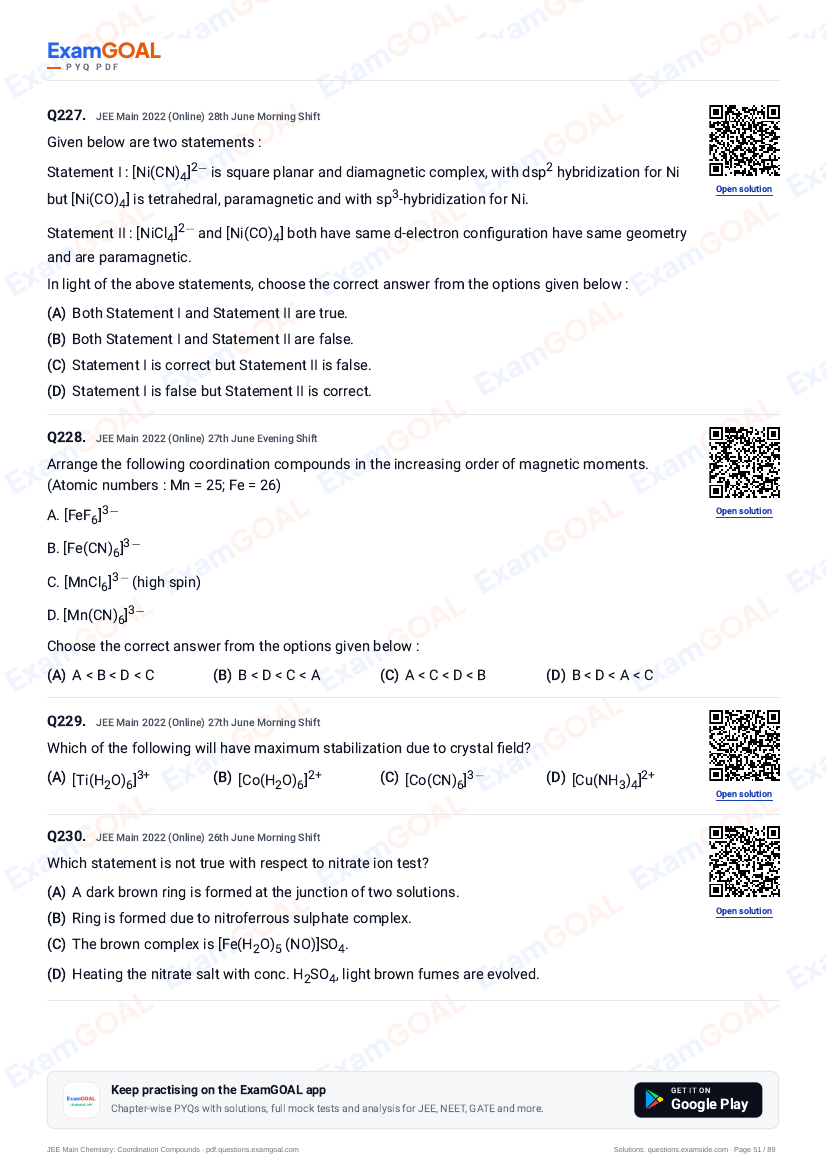 ExamGOAL
PYQ PDF
Q227. JEE Main 2022 (Online) 28th June Morning Shift
Given below are two statements :
Statement I : [Ni(CN)₄]²⁻ is square planar and diamagnetic complex, with dsp² hybridization for Ni
but [Ni(CO)₄] is tetrahedral, paramagnetic and with sp³-hybridization for Ni.
Statement II : [NiCl₄]²⁻ and [Ni(CO)₄] both have same d-electron configuration have same geometry
and are paramagnetic.
In light of the above statements, choose the correct answer from the options given below :
(A) Both Statement I and Statement II are true.
(B) Both Statement I and Statement II are false.
(C) Statement I is correct but Statement II is false.
(D) Statement I is false but Statement II is correct.
Open solution
Q228. JEE Main 2022 (Online) 27th June Evening Shift
Arrange the following coordination compounds in the increasing order of magnetic moments.
(Atomic numbers : Mn = 25; Fe = 26)
A. [FeF₆]³⁻
B. [Fe(CN)₆]³⁻
C. [MnCl₆]³⁻ (high spin)
D. [Mn(CN)₆]³⁻
Choose the correct answer from the options given below :
(A) A < B < D < C (B) B < D < C < A (C) A < C < D < B (D) B < D < A < C
Open solution
Q229. JEE Main 2022 (Online) 27th June Morning Shift
Which of the following will have maximum stabilization due to crystal field?
(A) [Ti(H₂O)₆]³⁺ (B) [Co(H₂O)₆]²⁺ (C) [Co(CN)₆]³⁻ (D) [Cu(NH₃)₄]²⁺
Open solution
Q230. JEE Main 2022 (Online) 26th June Morning Shift
Which statement is not true with respect to nitrate ion test?
(A) A dark brown ring is formed at the junction of two solutions.
(B) Ring is formed due to nitroferrous sulphate complex.
(C) The brown complex is [Fe(H₂O)₅ (NO)]SO₄.
(D) Heating the nitrate salt with conc. H₂SO₄, light brown fumes are evolved.
Open solution
ExamGOAL
Keep practising on the ExamGOAL app
Chapter-wise PYQs with solutions, full mock tests and analysis for JEE, NEET, GATE and more.
GET IT ON
Google Play
JEE Main Chemistry: Coordination Compounds · pdf.questions.examgoal.com
Solutions: questions.examside.com · Page 51 / 89